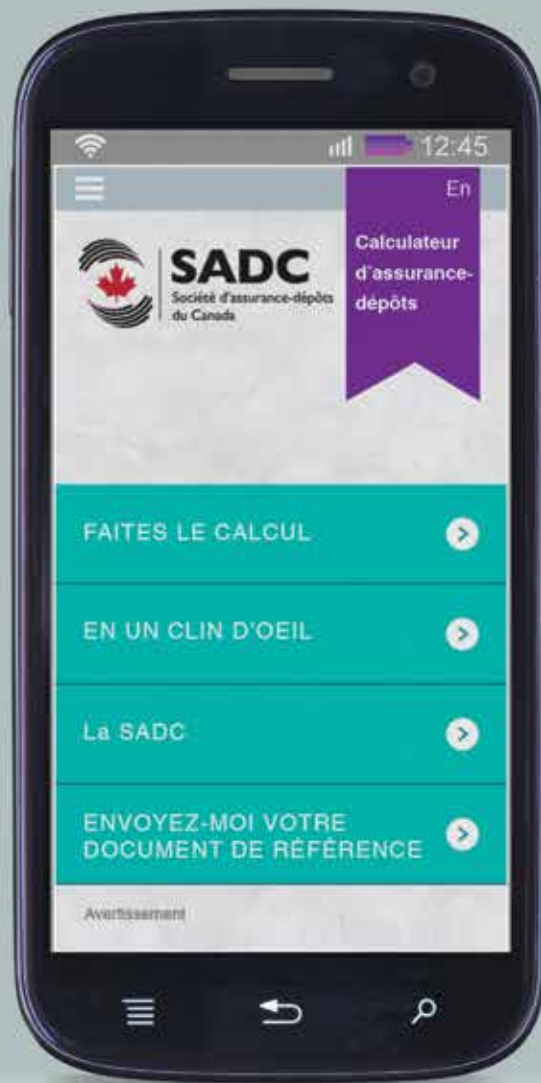 12:45
En
Calculateur
d'assurance-
dépôts
SADC
Société d'assurance-dépôts
du Canada
FAITES LE CALCUL
EN UN CLIN D'OEIL
La SADC
ENVOYEZ-MOI VOTRE
DOCUMENT DE RÉFÉRENCE
Avertissement